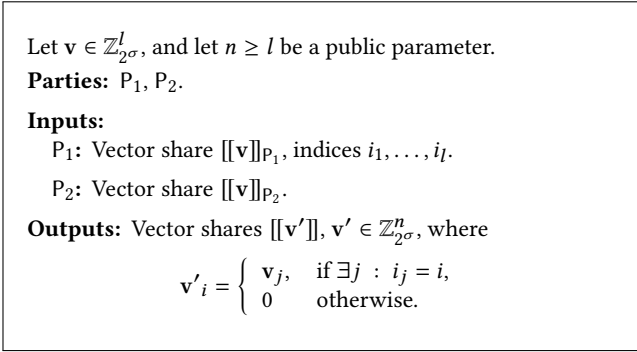 Let v ∈ ℤ^l_{2^σ}, and let n ≥ l be a public parameter.
Parties: P₁, P₂.
Inputs:
P₁: Vector share [[v]]_{P₁}, indices i₁, . . . , i_l.
P₂: Vector share [[v]]_{P₂}.
Outputs: Vector shares [[v′]], v′ ∈ ℤ^n_{2^σ}, where
v′_i = { v_j, if ∃j : i_j = i,
0 otherwise.